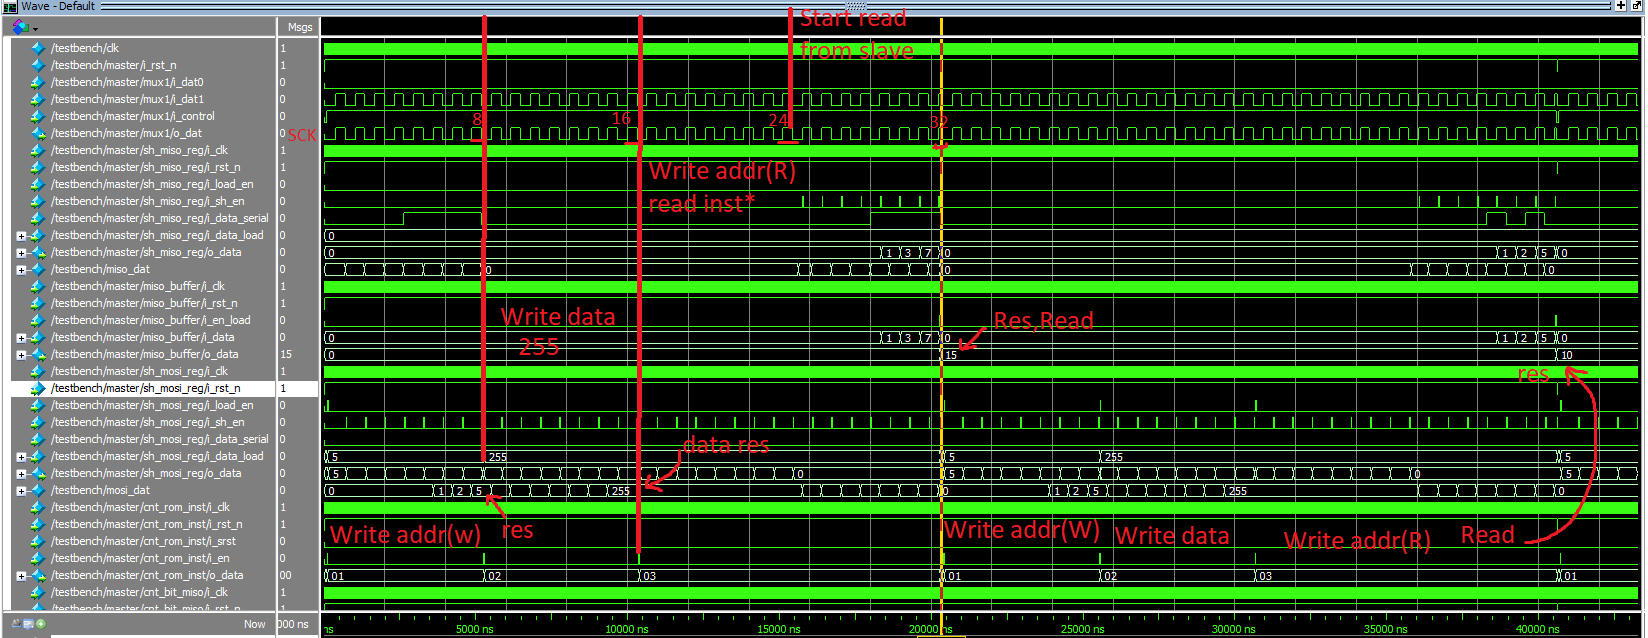 Wave - Default
Msgs
Start read
from slave
/testbench/clk 1
/testbench/master/i_rst_n 1
/testbench/master/mux1/i_dat0 0
/testbench/master/mux1/i_dat1 0
/testbench/master/mux1/i_control 1
8 16 24 32
/testbench/master/mux1/o_dat 0 SCK
/testbench/master/sh_miso_reg/i_clk 1
/testbench/master/sh_miso_reg/i_rst_n 1
Write addr(R)
/testbench/master/sh_miso_reg/i_load_en 0
/testbench/master/sh_miso_reg/i_sh_en 0
read inst*
/testbench/master/sh_miso_reg/i_data_serial 0
/testbench/master/sh_miso_reg/i_data_load 0 0
/testbench/master/sh_miso_reg/o_data 0 0 1 3 7 0 1 2 5 0
/testbench/miso_dat 0 0 0 0
/testbench/master/miso_buffer/i_clk 1
/testbench/master/miso_buffer/i_rst_n 1
/testbench/master/miso_buffer/i_en_load 0
Write data
255
Res,Read
/testbench/master/miso_buffer/i_data 0 0 1 3 7 0 1 2 5 0
/testbench/master/miso_buffer/o_data 15 0 15 10
/testbench/master/sh_mosi_reg/i_clk 1
res
/testbench/master/sh_mosi_reg/i_rst_n 1
/testbench/master/sh_mosi_reg/i_load_en 0
/testbench/master/sh_mosi_reg/i_sh_en 0
/testbench/master/sh_mosi_reg/i_data_serial 0
data res
/testbench/master/sh_mosi_reg/i_data_load 0 5 255 5 255 5
/testbench/master/sh_mosi_reg/o_data 0 5 0 5 0 5
/testbench/mosi_dat 0 0 1 2 5 255 0 1 2 5 255 0
/testbench/master/cnt_rom_inst/i_clk 1
/testbench/master/cnt_rom_inst/i_rst_n 1
Write addr(w) res Write addr(W) Write data Write addr(R) Read
/testbench/master/cnt_rom_inst/i_srst 0
/testbench/master/cnt_rom_inst/i_en 0
/testbench/master/cnt_rom_inst/o_data 00 01 02 03 01 02 03 01
/testbench/master/cnt_bit_miso/i_clk 1
/testbench/master/cnt_bit_miso/i_rst_n 1
Now 000 ns ns 5000 ns 10000 ns 15000 ns 20000 ns 25000 ns 30000 ns 35000 ns 40000 ns